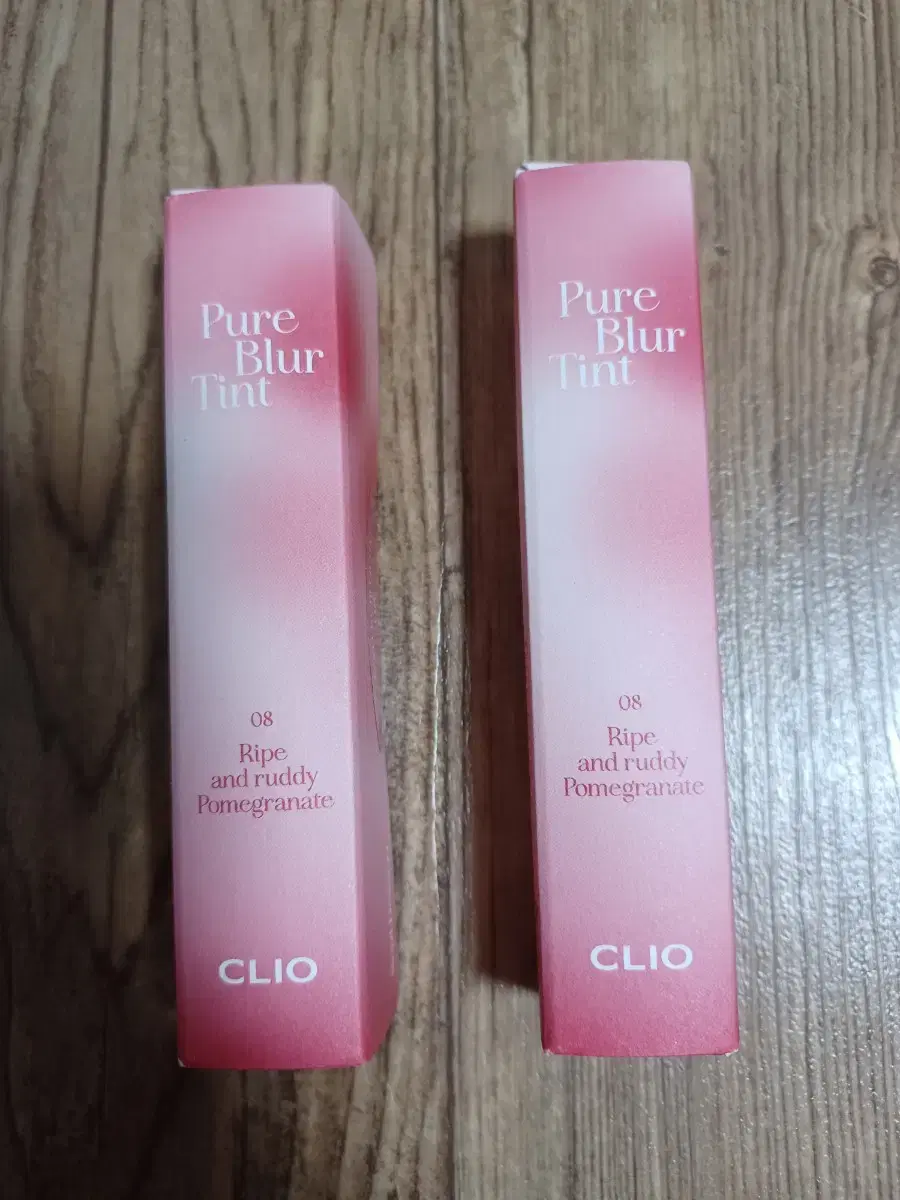 Pure
Blur
Tint
08
Ripe
and ruddy
Pomegranate
CLIO
Pure
Blur
Tint
08
Ripe
and ruddy
Pomegranate
CLIO